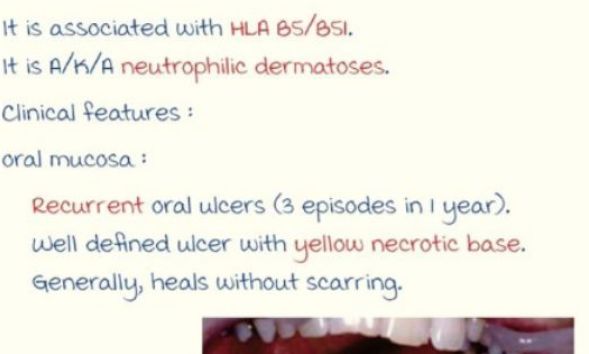 It is associated with HLA B5/B51.
It is A/K/A neutrophilic dermatoses.
Clinical features :
oral mucosa :
Recurrent oral ulcers (3 episodes in 1 year).
Well defined ulcer with yellow necrotic base.
Generally, heals without scarring.